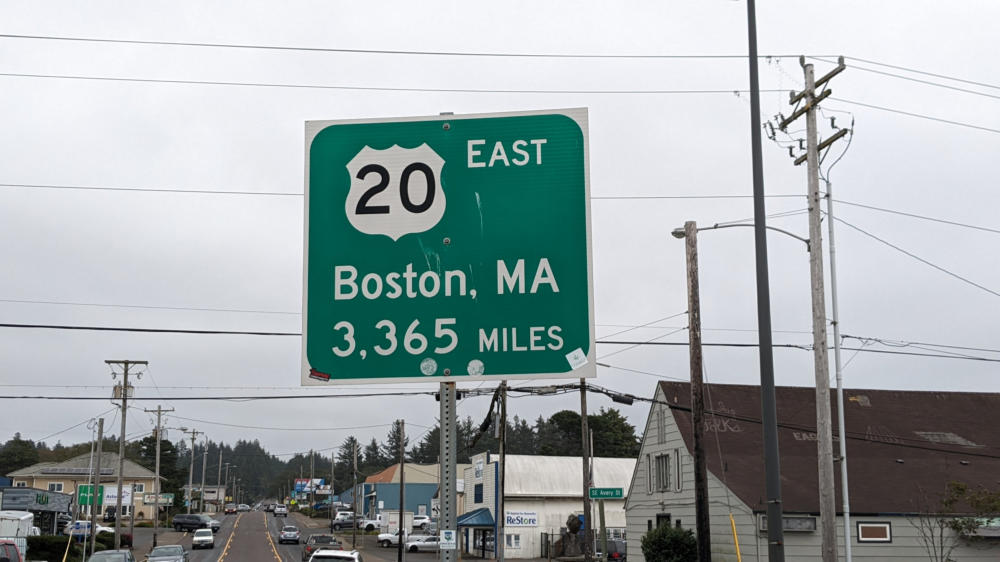 20
EAST
Boston, MA
3,365 MILES
SE Avery St
ReStore